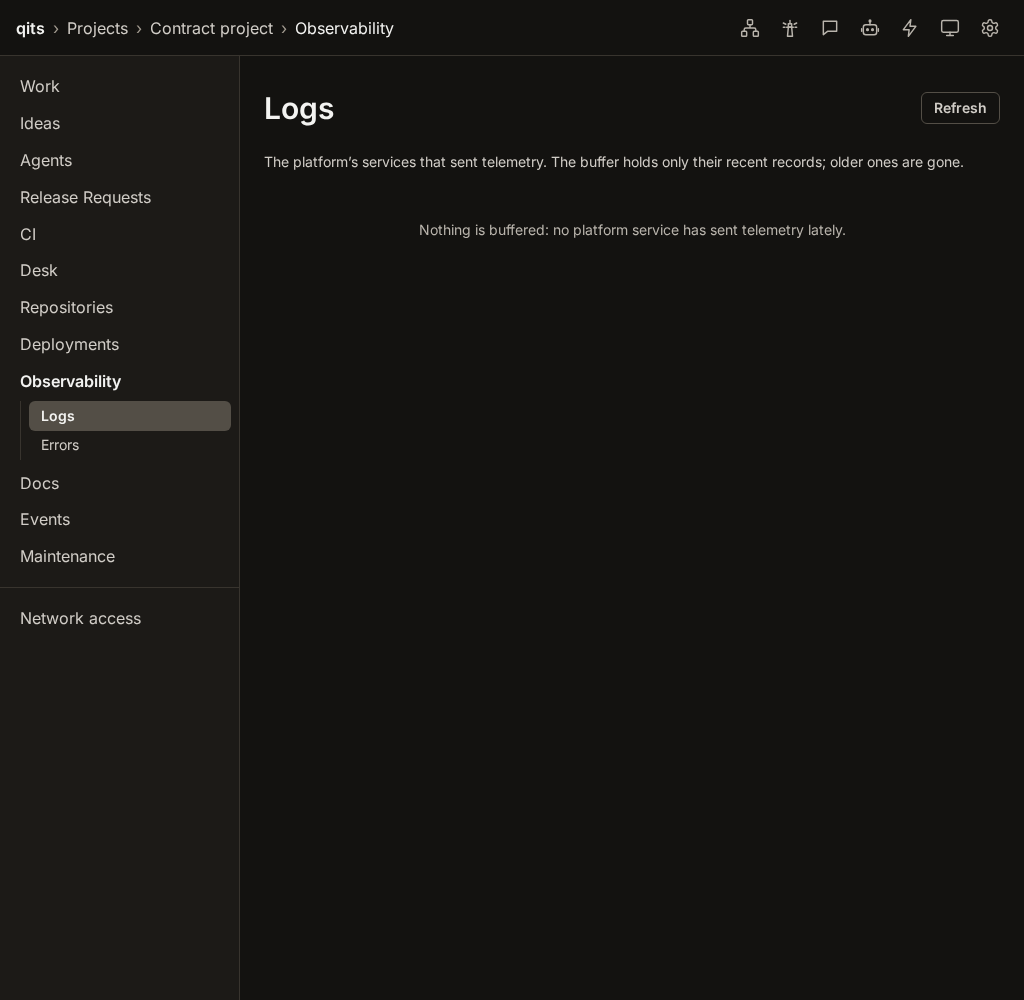 qits › Projects › Contract project › Observability
Work
Ideas
Agents
Release Requests
CI
Desk
Repositories
Deployments
Observability
Logs
Errors
Docs
Events
Maintenance
Network access
Logs
Refresh
The platform’s services that sent telemetry. The buffer holds only their recent records; older ones are gone.
Nothing is buffered: no platform service has sent telemetry lately.